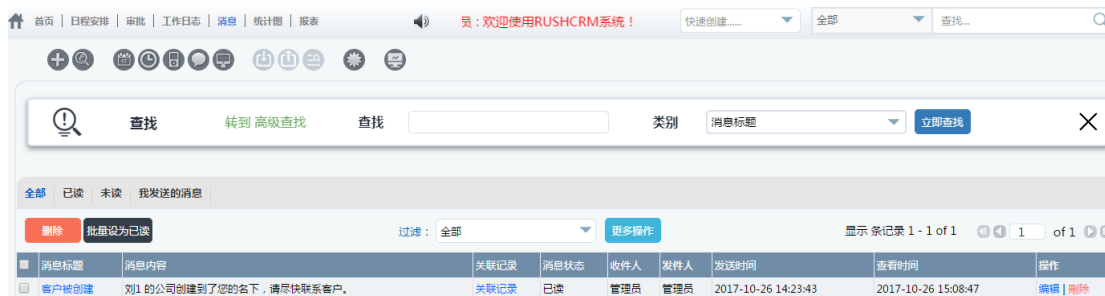 首页 | 日程安排 | 审批 | 工作日志 | 消息 | 统计图 | 报表 员：欢迎使用RUSHCRM系统！ 快速创建...... 全部 查找...
查找 转到 高级查找 查找 类别 消息标题 立即查找
全部 已读 未读 我发送的消息
删除 批量设为已读 过滤： 全部 更多操作 显示 条记录 1 - 1 of 1 1 of 1
消息标题 消息内容 关联记录 消息状态 收件人 发件人 发送时间 查看时间 操作
客户被创建 刘1 的公司创建到了您的名下，请尽快联系客户。 关联记录 已读 管理员 管理员 2017-10-26 14:23:43 2017-10-26 15:08:47 编辑 | 删除